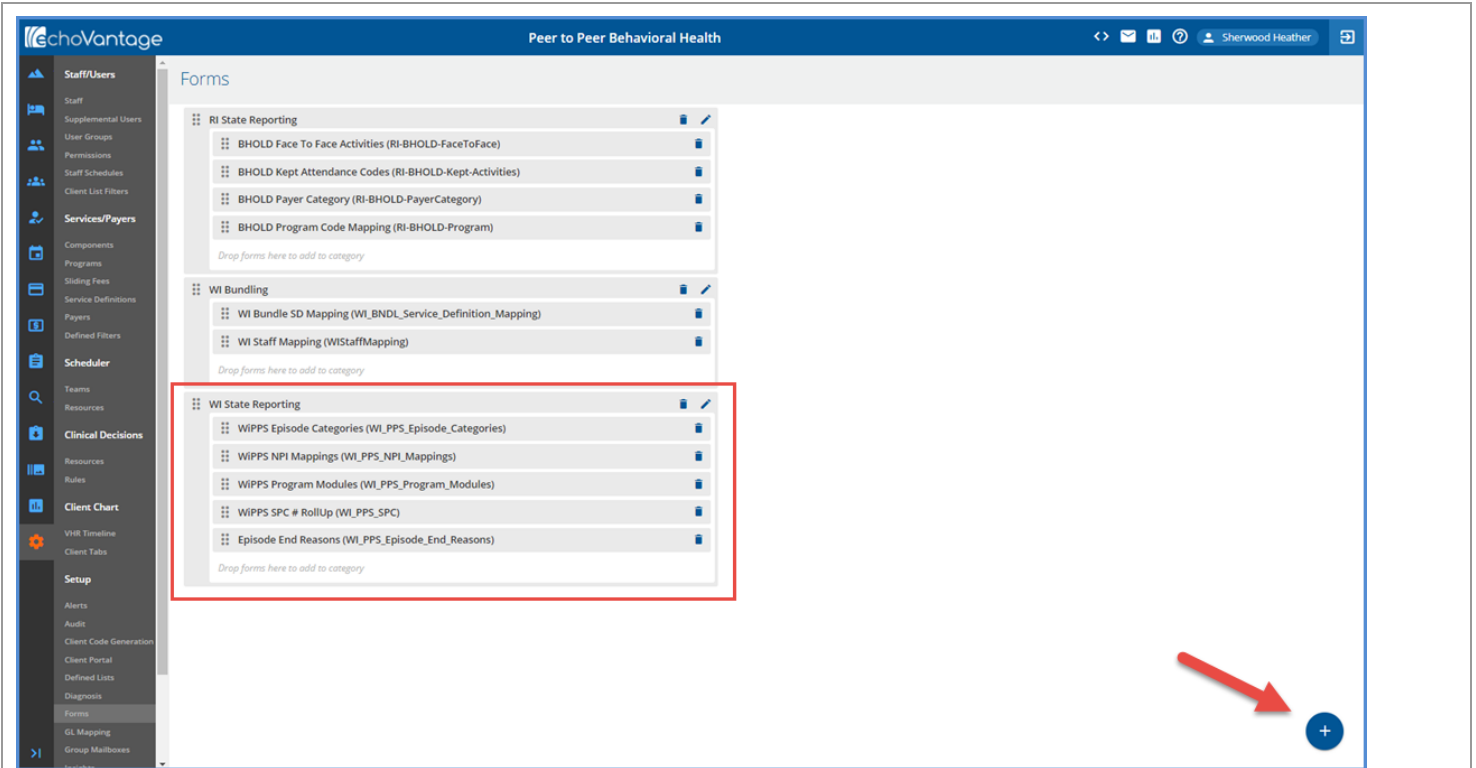 echoVantage
Peer to Peer Behavioral Health
Sherwood Heather
Staff/Users
Staff
Supplemental Users
User Groups
Permissions
Staff Schedules
Client List Filters
Services/Payers
Components
Programs
Sliding Fees
Service Definitions
Payers
Defined Filters
Scheduler
Teams
Resources
Clinical Decisions
Resources
Rules
Client Chart
VHR Timeline
Client Tabs
Setup
Alerts
Audit
Client Code Generation
Client Portal
Defined Lists
Diagnosis
Forms
GL Mapping
Group Mailboxes
Forms
RI State Reporting
BHOLD Face To Face Activities (RI-BHOLD-FaceToFace)
BHOLD Kept Attendance Codes (RI-BHOLD-Kept-Activities)
BHOLD Payer Category (RI-BHOLD-PayerCategory)
BHOLD Program Code Mapping (RI-BHOLD-Program)
Drop forms here to add to category
WI Bundling
WI Bundle SD Mapping (WI_BNDL_Service_Definition_Mapping)
WI Staff Mapping (WIStaffMapping)
Drop forms here to add to category
WI State Reporting
WiPPS Episode Categories (WI_PPS_Episode_Categories)
WiPPS NPI Mappings (WI_PPS_NPI_Mappings)
WiPPS Program Modules (WI_PPS_Program_Modules)
WiPPS SPC # RollUp (WI_PPS_SPC)
Episode End Reasons (WI_PPS_Episode_End_Reasons)
Drop forms here to add to category